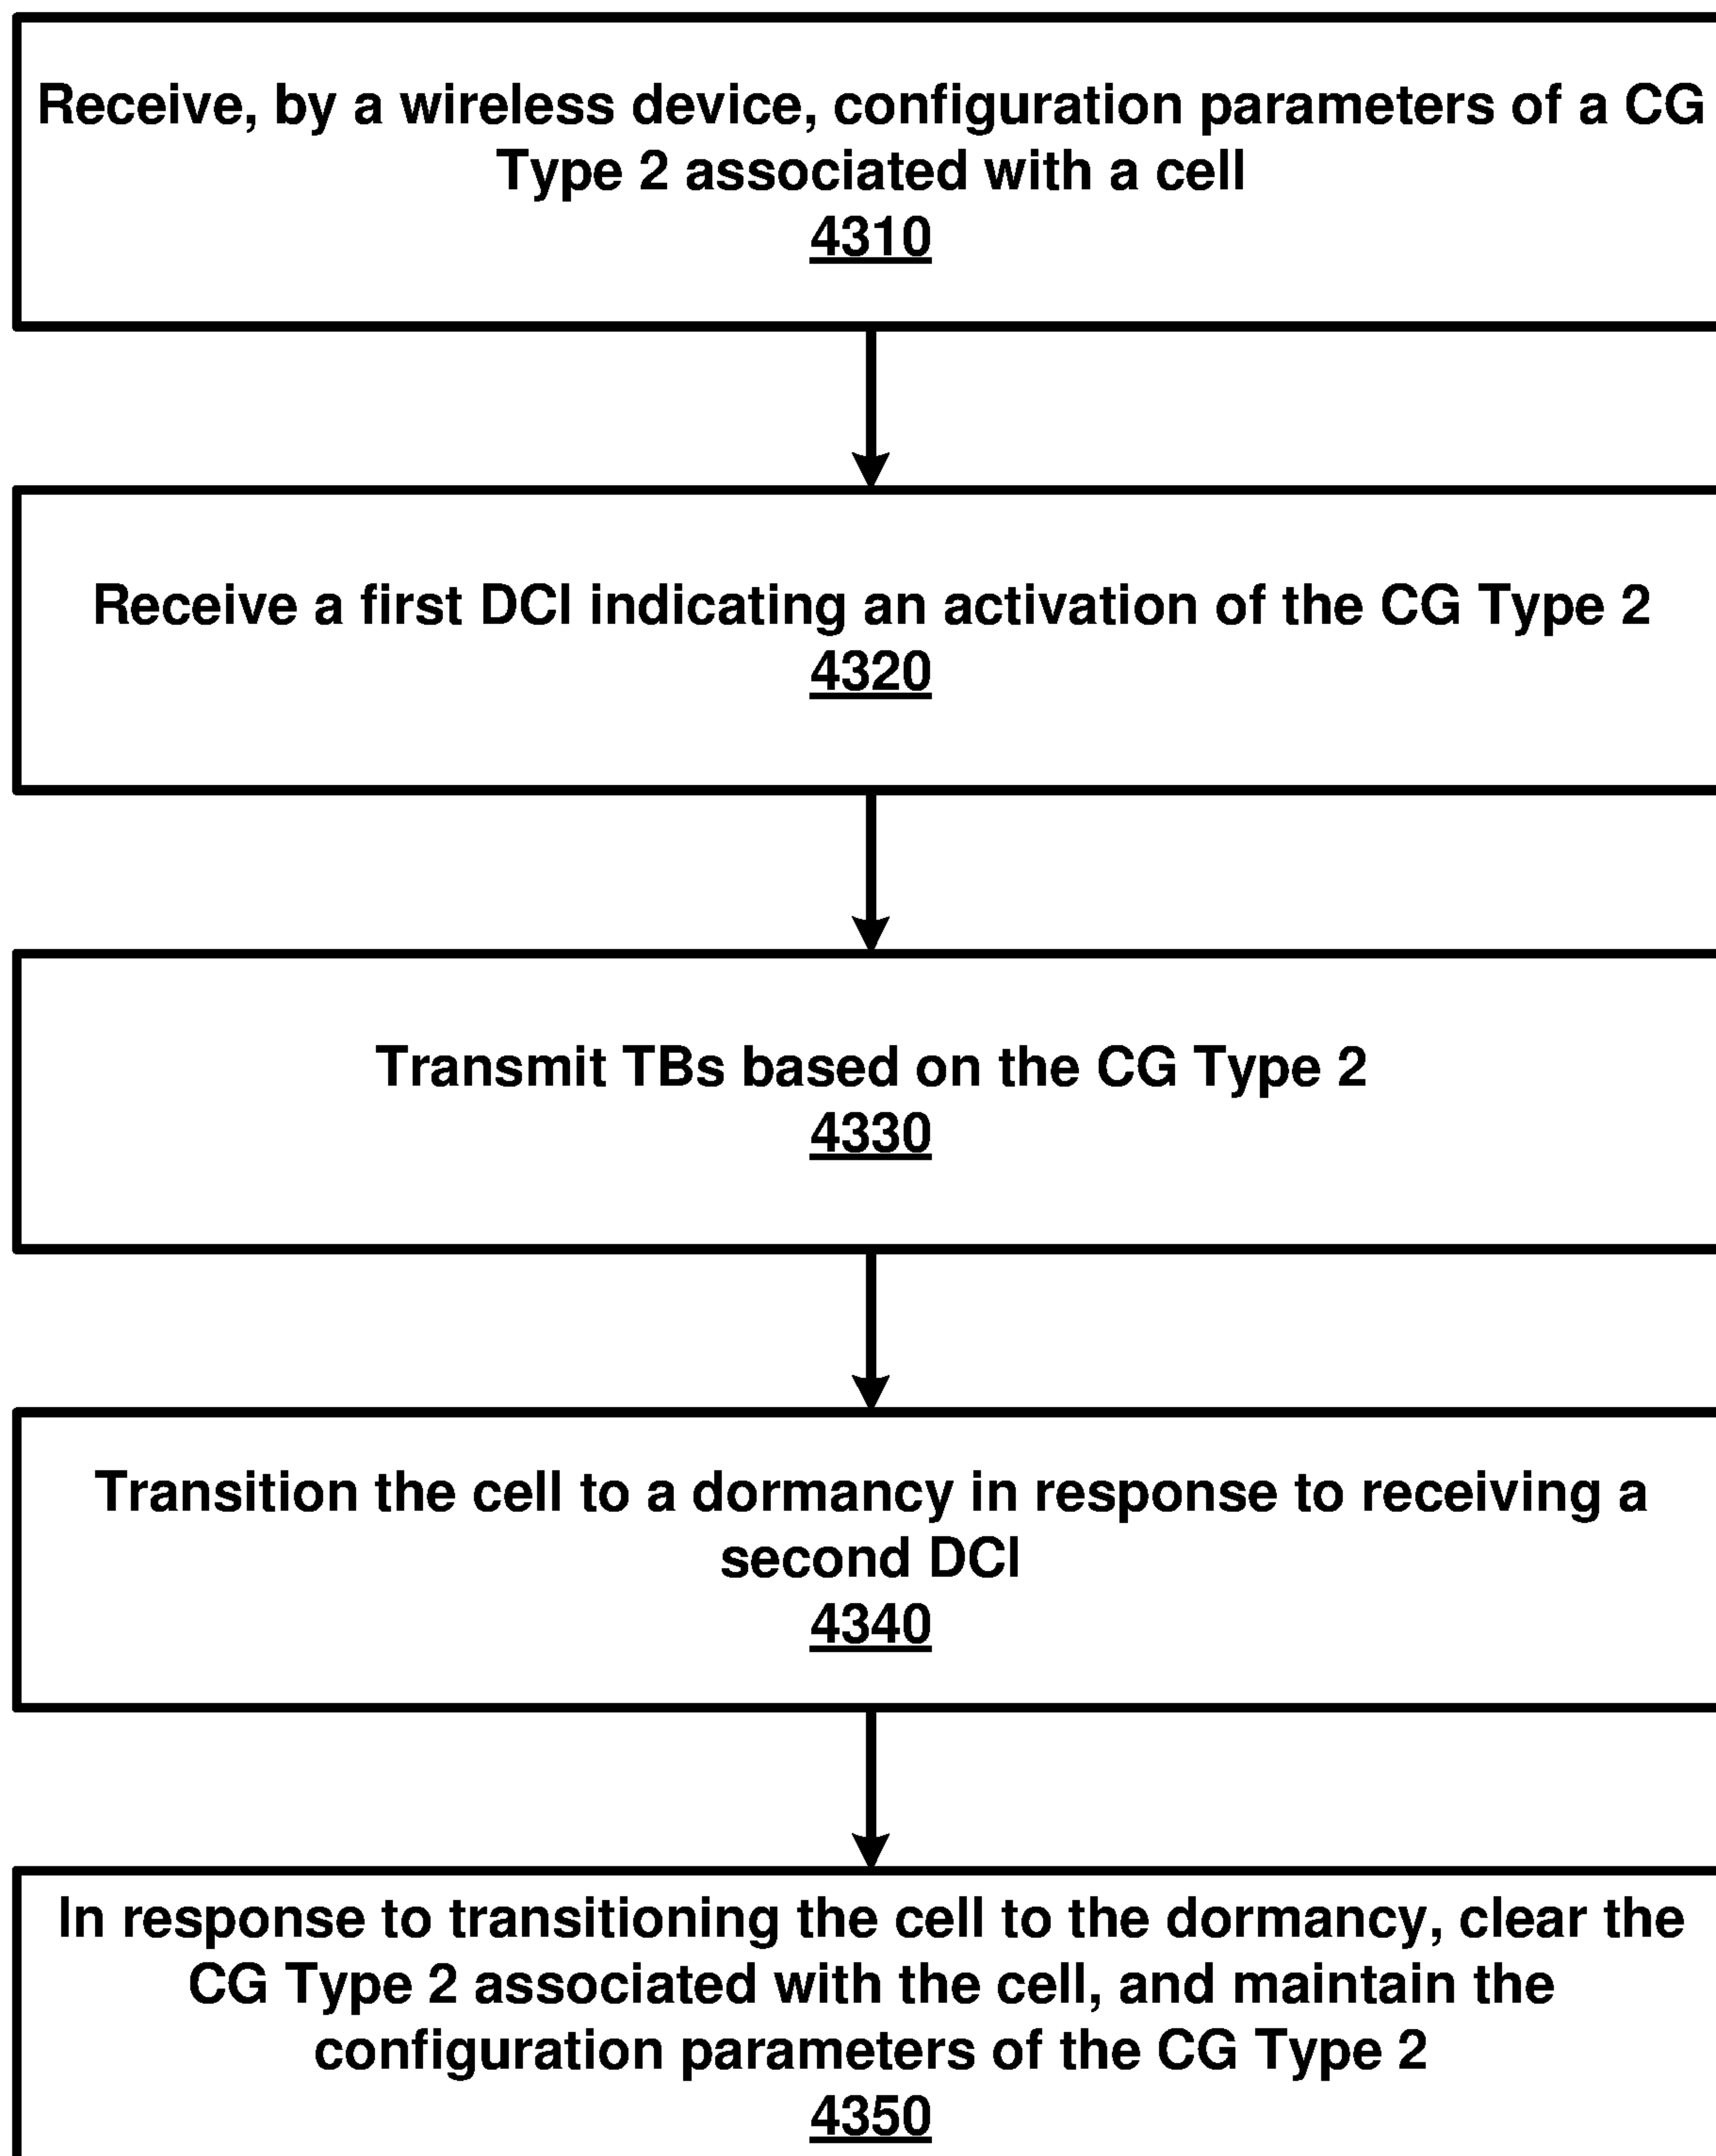 Receive, by a wireless device, configuration parameters of a CG
Type 2 associated with a cell
4310
Receive a first DCI indicating an activation of the CG Type 2
4320
Transmit TBs based on the CG Type 2
4330
Transition the cell to a dormancy in response to receiving a
second DCI
4340
In response to transitioning the cell to the dormancy, clear the
CG Type 2 associated with the cell, and maintain the
configuration parameters of the CG Type 2
4350